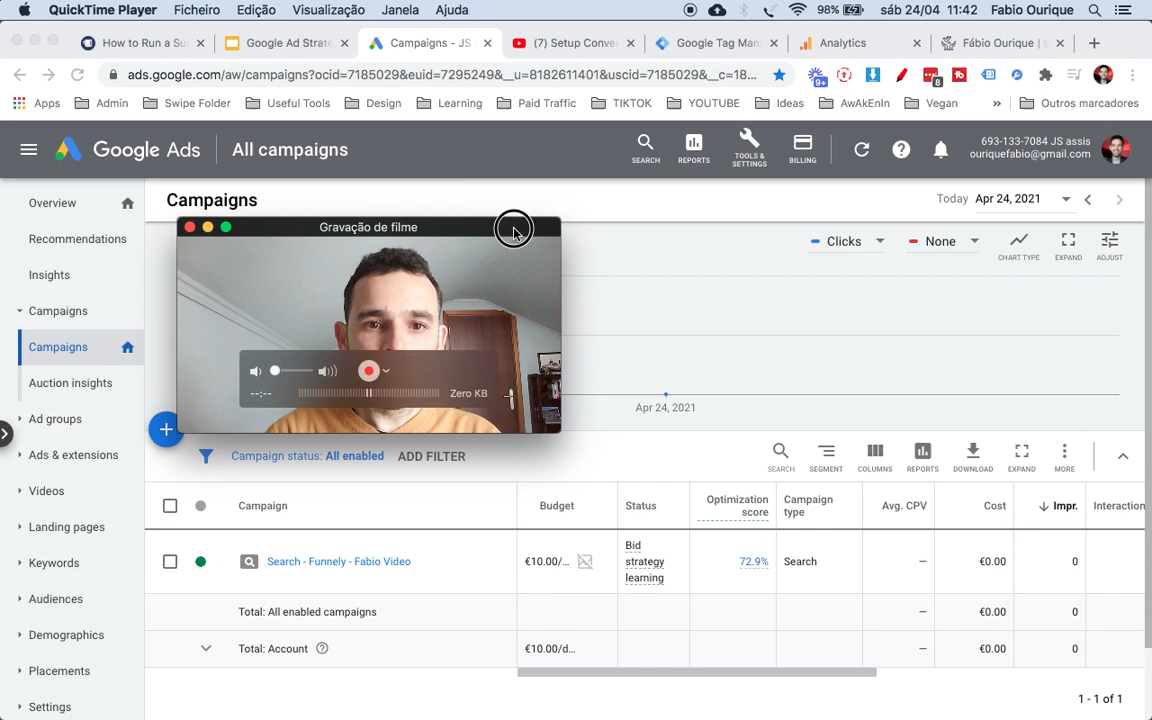 QuickTime Player Ficheiro Edição Visualização Janela Ajuda 98% sáb 24/04 11:42 Fabio Ourique
How to Run a Su Google Ad Strate Campaigns - JS (7) Setup Conver Google Tag Man Analytics Fábio Ourique | I
ads.google.com/aw/campaigns?ocid=7185029&euid=7295249&__u=8182611401&uscid=7185029&__c=18... 9+ 8
Apps Admin Swipe Folder Useful Tools Design Learning Paid Traffic TIKTOK YOUTUBE Ideas AwAkEnIn Vegan » Outros marcadores
Google Ads All campaigns SEARCH REPORTS TOOLS & SETTINGS BILLING 693-133-7084 JS assis
ouriquefabio@gmail.com
Overview
Recommendations
Insights
Campaigns
Campaigns
Auction insights
Ad groups
Ads & extensions
Videos
Landing pages
Keywords
Audiences
Demographics
Placements
Settings
Campaigns Today Apr 24, 2021
Gravação de filme
Clicks None CHART TYPE EXPAND ADJUST
--:-- Zero KB
Apr 24, 2021
Campaign status: All enabled ADD FILTER SEARCH SEGMENT COLUMNS REPORTS DOWNLOAD EXPAND MORE
Campaign Budget Status Optimization score Campaign type Avg. CPV Cost Impr. Interaction
Search - Funnely - Fabio Video €10.00/... Bid strategy learning 72.9% Search – €0.00 0
Total: All enabled campaigns – €0.00 0
Total: Account €10.00/d... – €0.00 0
1 - 1 of 1